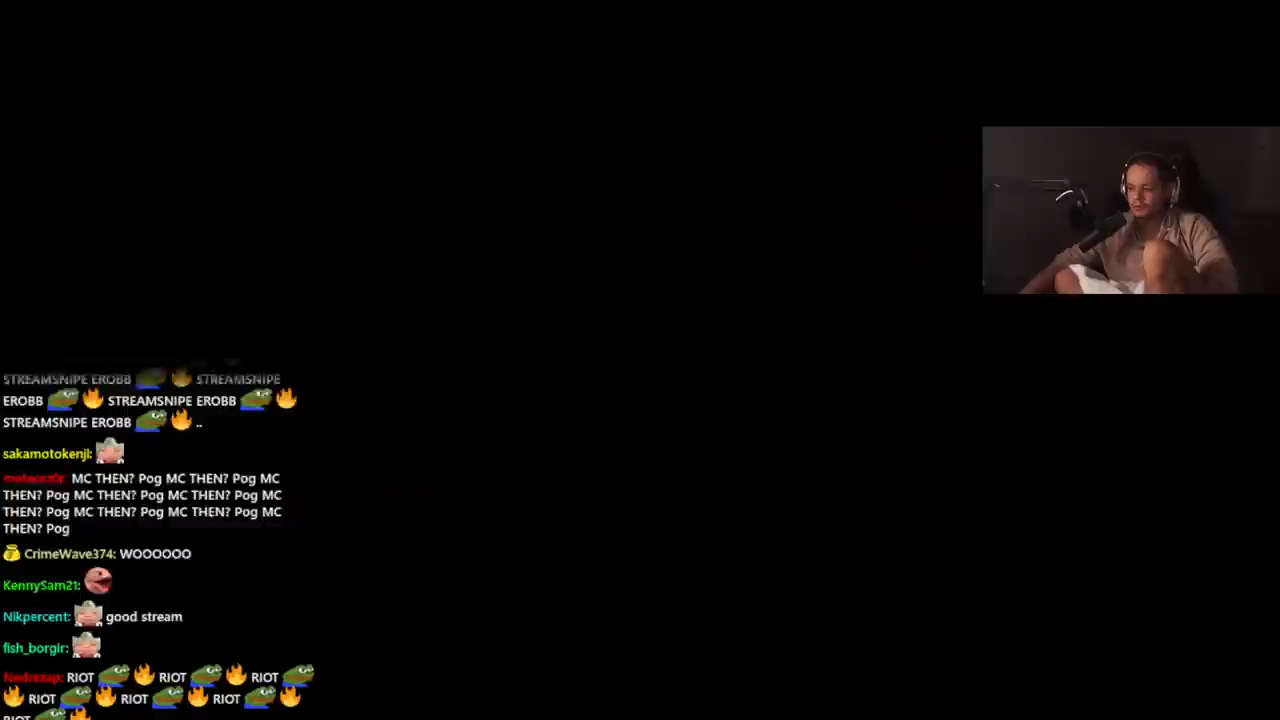 STREAMSNIPE EROBB STREAMSNIPE
EROBB STREAMSNIPE EROBB
STREAMSNIPE EROBB ..
sakamotokenji:
MC THEN? Pog MC THEN? Pog MC
THEN? Pog MC THEN? Pog MC THEN? Pog MC
THEN? Pog MC THEN? Pog MC THEN? Pog MC
THEN? Pog
CrimeWave374: WOOOOOO
KennySam21:
Nikpercent: good stream
fish_borgir:
RIOT RIOT RIOT
RIOT RIOT RIOT
RIOT